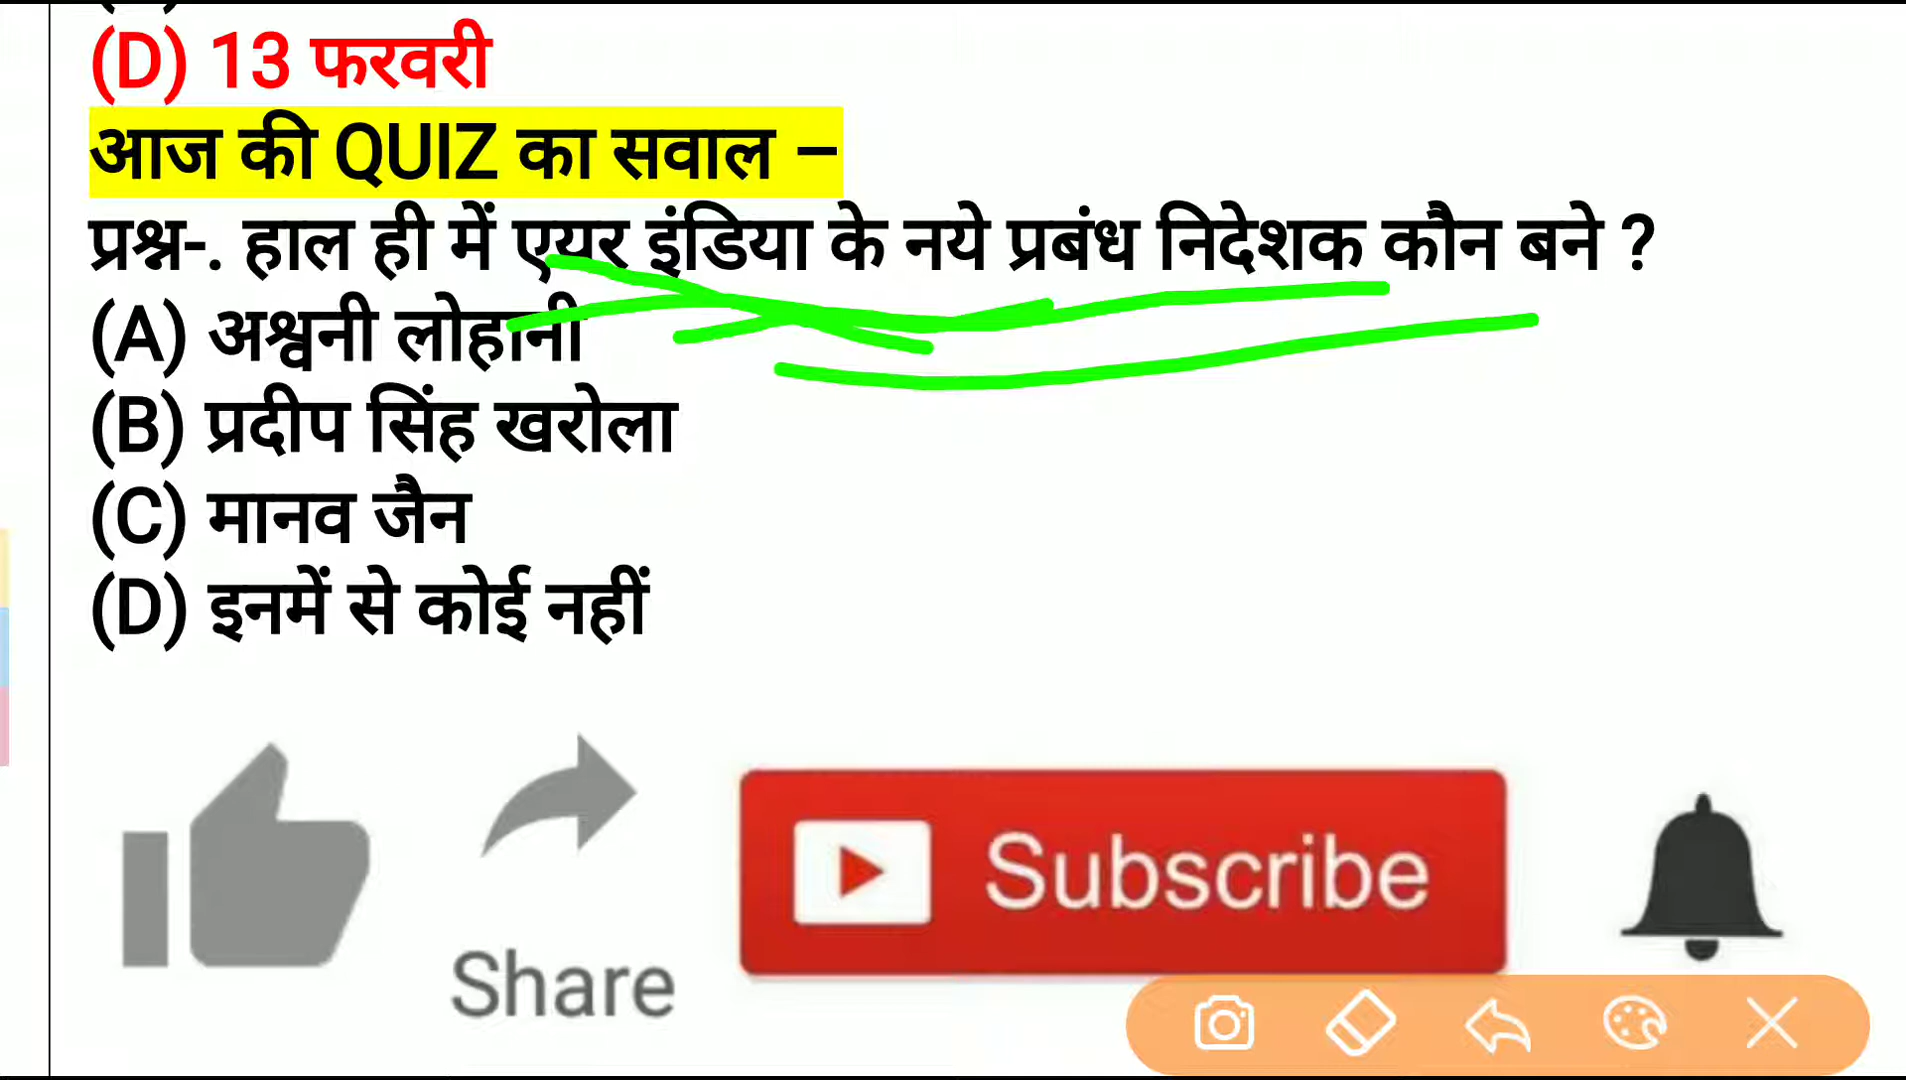 (D) 13 फरवरी
आज की QUIZ का सवाल –
प्रश्न-. हाल ही में एयर इंडिया के नये प्रबंध निदेशक कौन बने ?
(A) अश्वनी लोहानी
(B) प्रदीप सिंह खरोला
(C) मानव जैन
(D) इनमें से कोई नहीं
Subscribe
Share